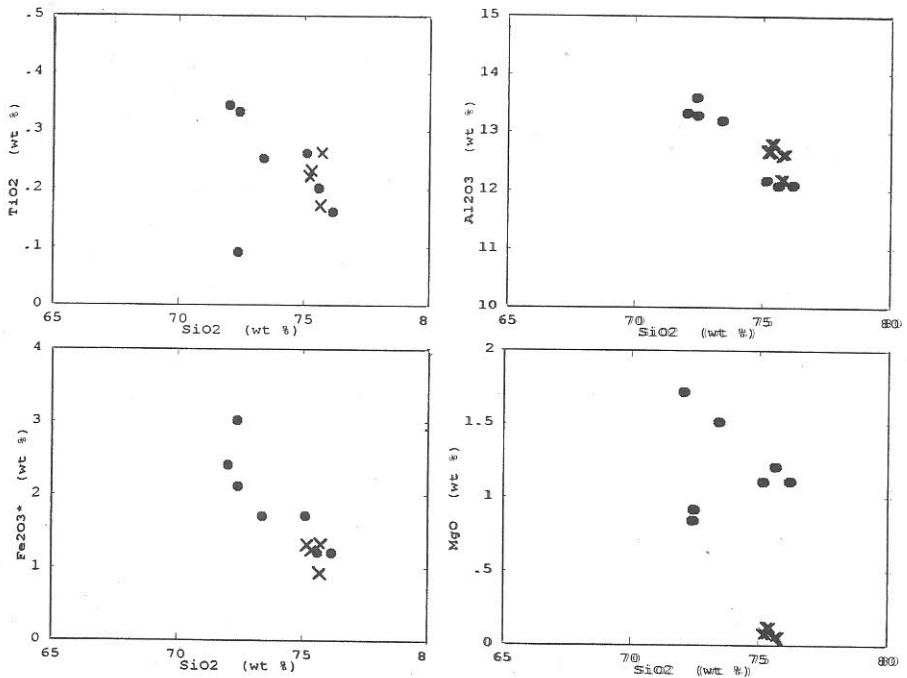 .5
.4
.3
.2
.1
0
TiO2 (wt %)
65 70 75 8
SiO2 (wt %)
15
14
13
12
11
10
Al2O3 (wt %)
65 70 75 80
SiO2 (wt %)
4
3
2
1
0
Fe2O3* (wt %)
65 70 75 8
SiO2 (wt %)
2
1.5
1
.5
0
MgO (wt %)
65 70 75 80
SiO2 (wt %)